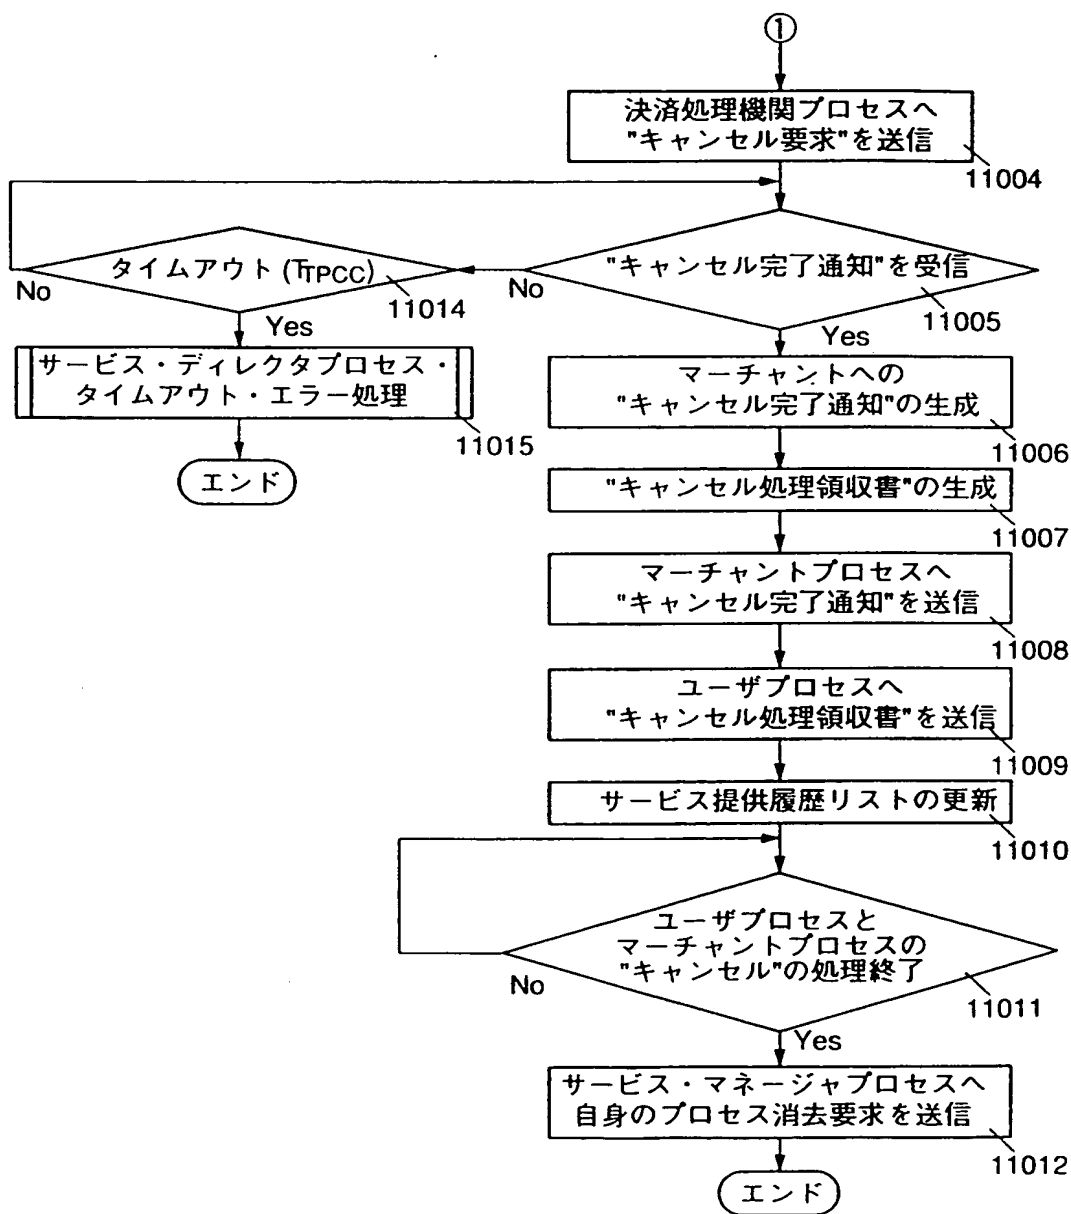 ①
決済処理機関プロセスへ
"キャンセル要求"を送信
11004
"キャンセル完了通知"を受信
11005
No
Yes
タイムアウト(TTPCC)
11014
No
Yes
サービス・ディレクタプロセス・
タイムアウト・エラー処理
11015
エンド
マーチャントへの
"キャンセル完了通知"の生成
11006
"キャンセル処理領収書"の生成
11007
マーチャントプロセスへ
"キャンセル完了通知"を送信
11008
ユーザプロセスへ
"キャンセル処理領収書"を送信
11009
サービス提供履歴リストの更新
11010
ユーザプロセスと
マーチャントプロセスの
"キャンセル"の処理終了
11011
No
Yes
サービス・マネージャプロセスへ
自身のプロセス消去要求を送信
11012
エンド